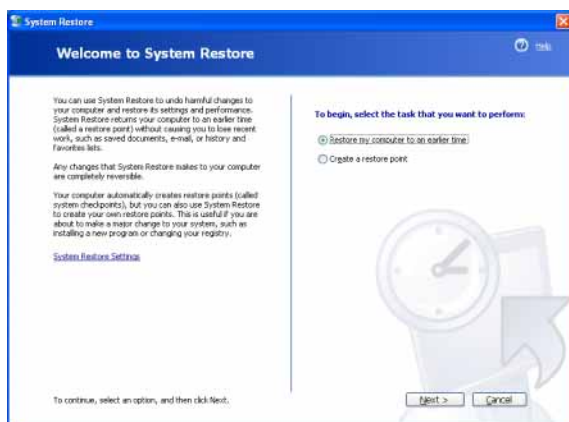 System Restore
Welcome to System Restore
Help
You can use System Restore to undo harmful changes to
your computer and restore its settings and performance.
System Restore returns your computer to an earlier time
(called a restore point) without causing you to lose recent
work, such as saved documents, e-mail, or history and
favorites lists.
Any changes that System Restore makes to your computer
are completely reversible.
Your computer automatically creates restore points (called
system checkpoints), but you can also use System Restore
to create your own restore points. This is useful if you are
about to make a major change to your system, such as
installing a new program or changing your registry.
System Restore Settings
To begin, select the task that you want to perform:
Restore my computer to an earlier time
Create a restore point
To continue, select an option, and then click Next.
Next >
Cancel